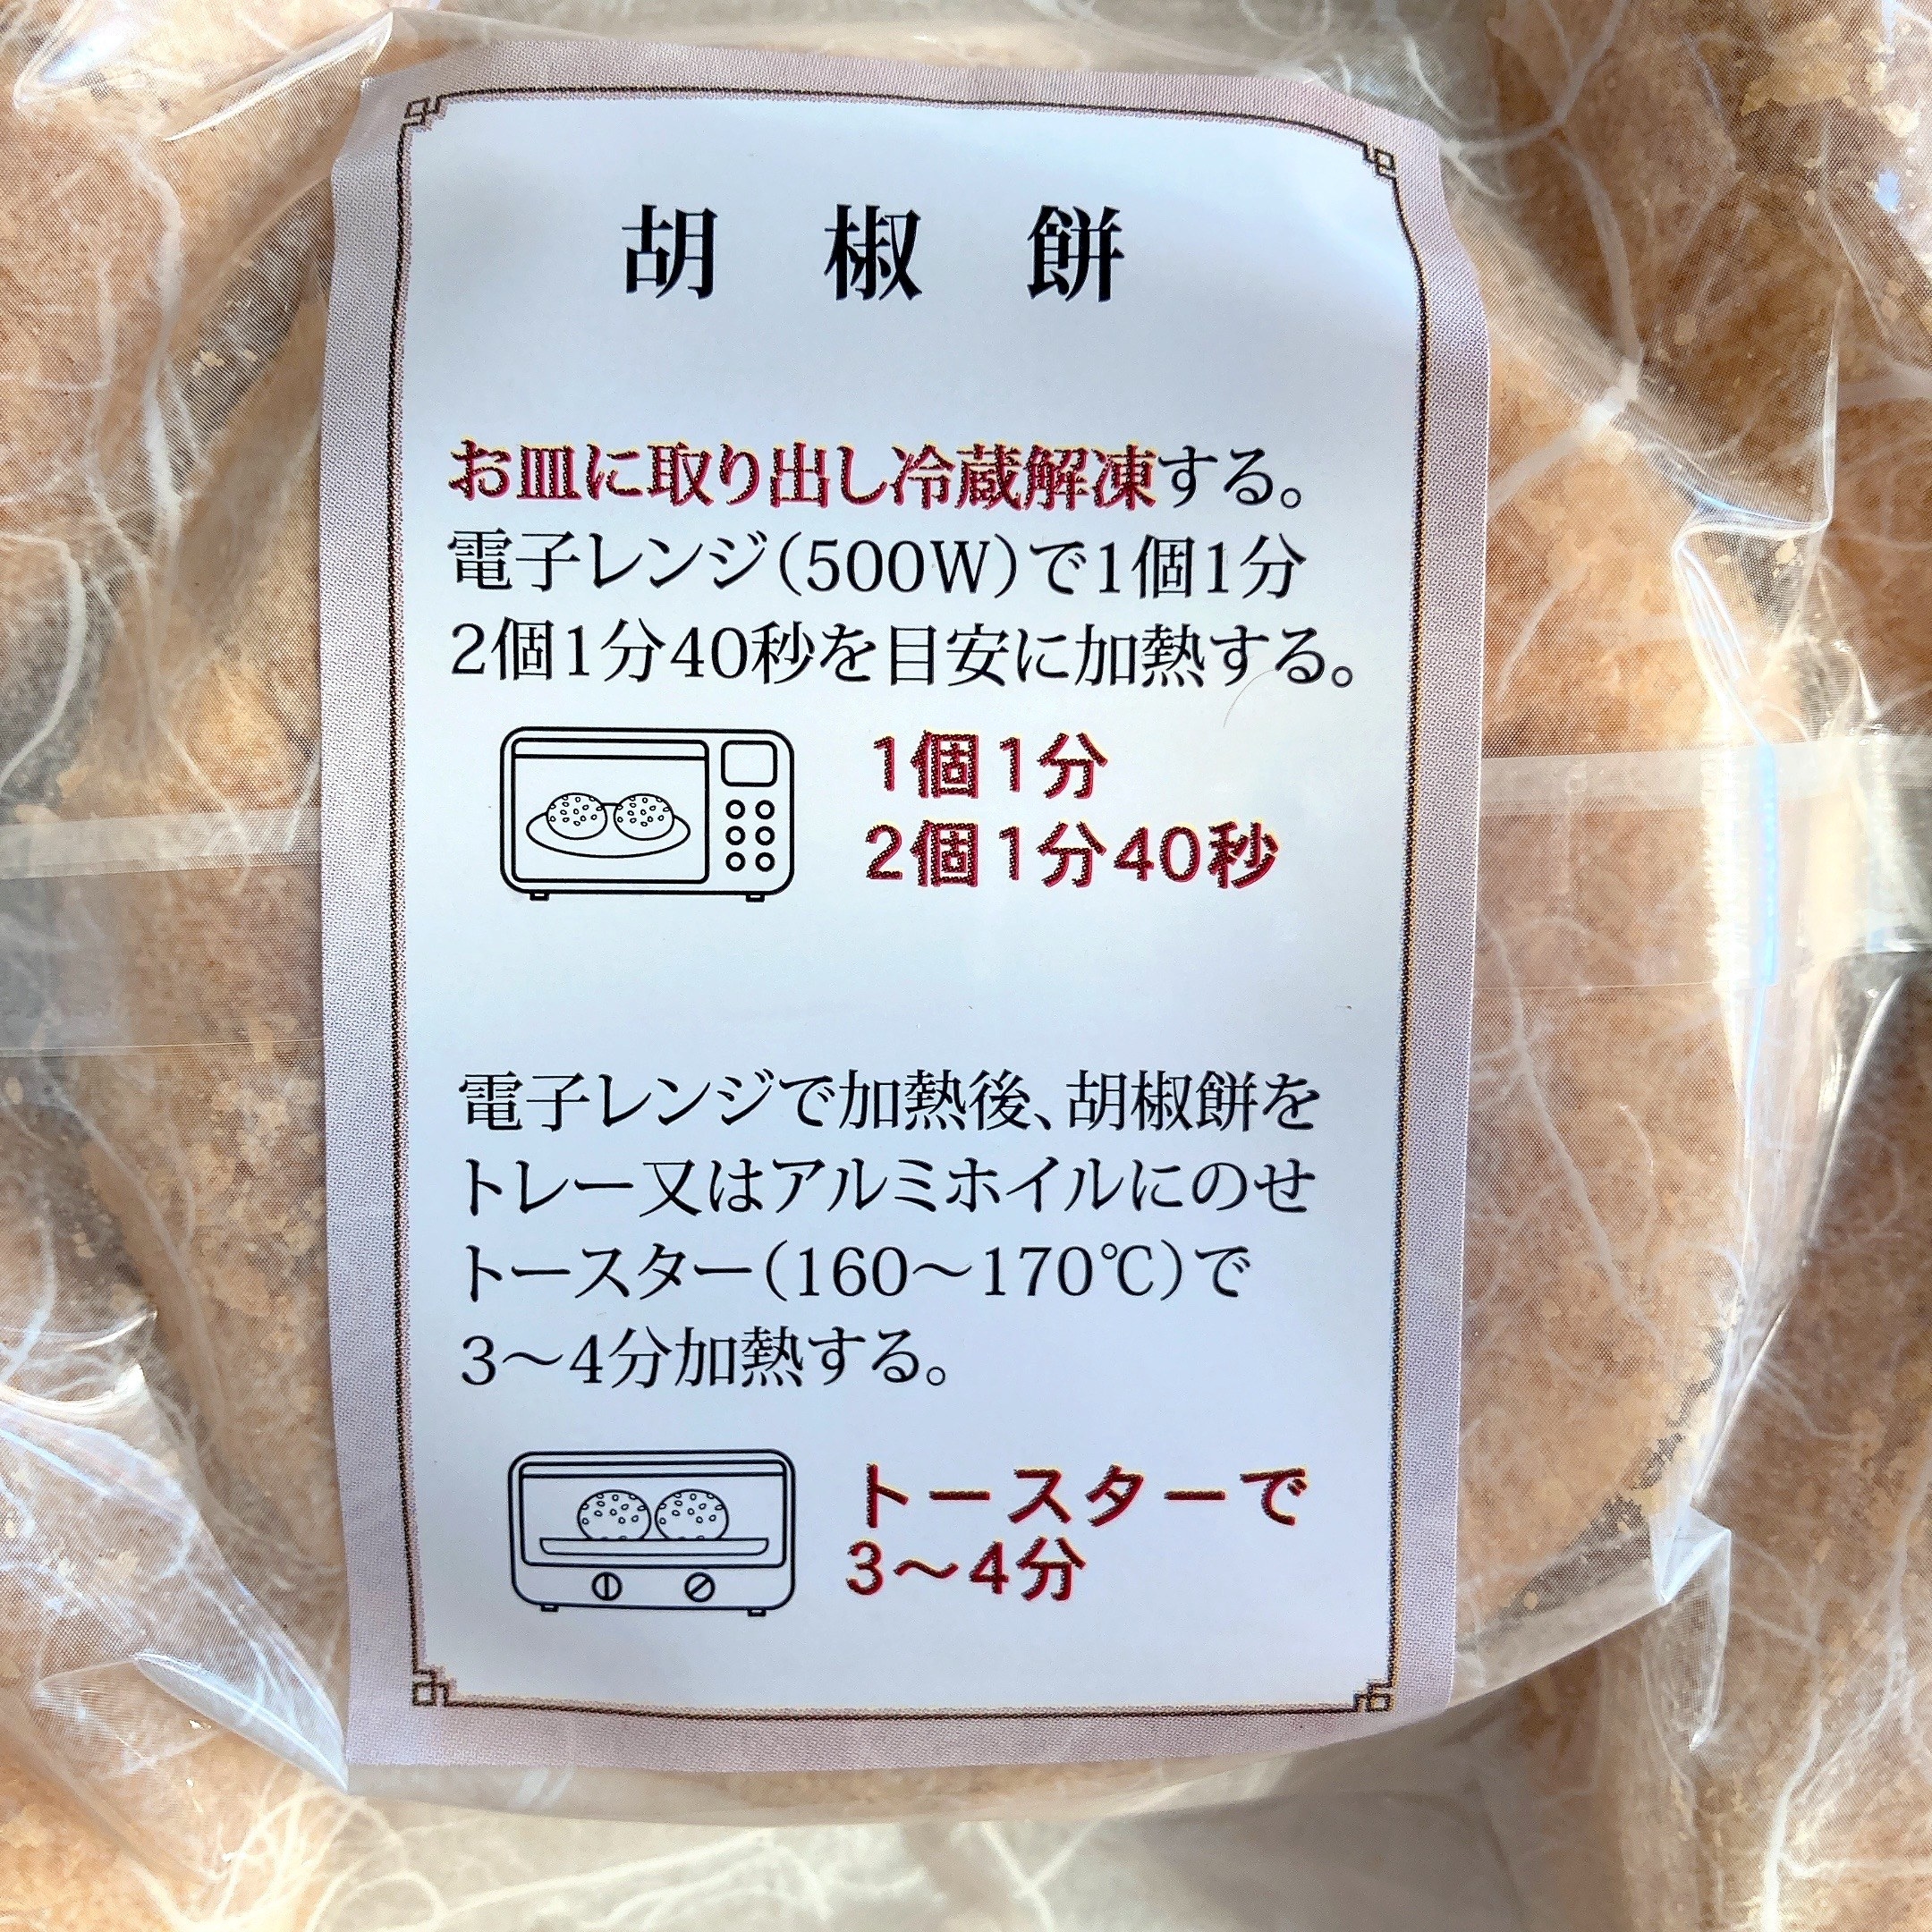 胡椒餅
お皿に取り出し冷蔵解凍する。
電子レンジ(500W)で1個1分
2個1分40秒を目安に加熱する。
1個1分
2個1分40秒
電子レンジで加熱後、胡椒餅を
トレー又はアルミホイルにのせ
トースター(160〜170℃)で
3〜4分加熱する。
トースターで
3〜4分